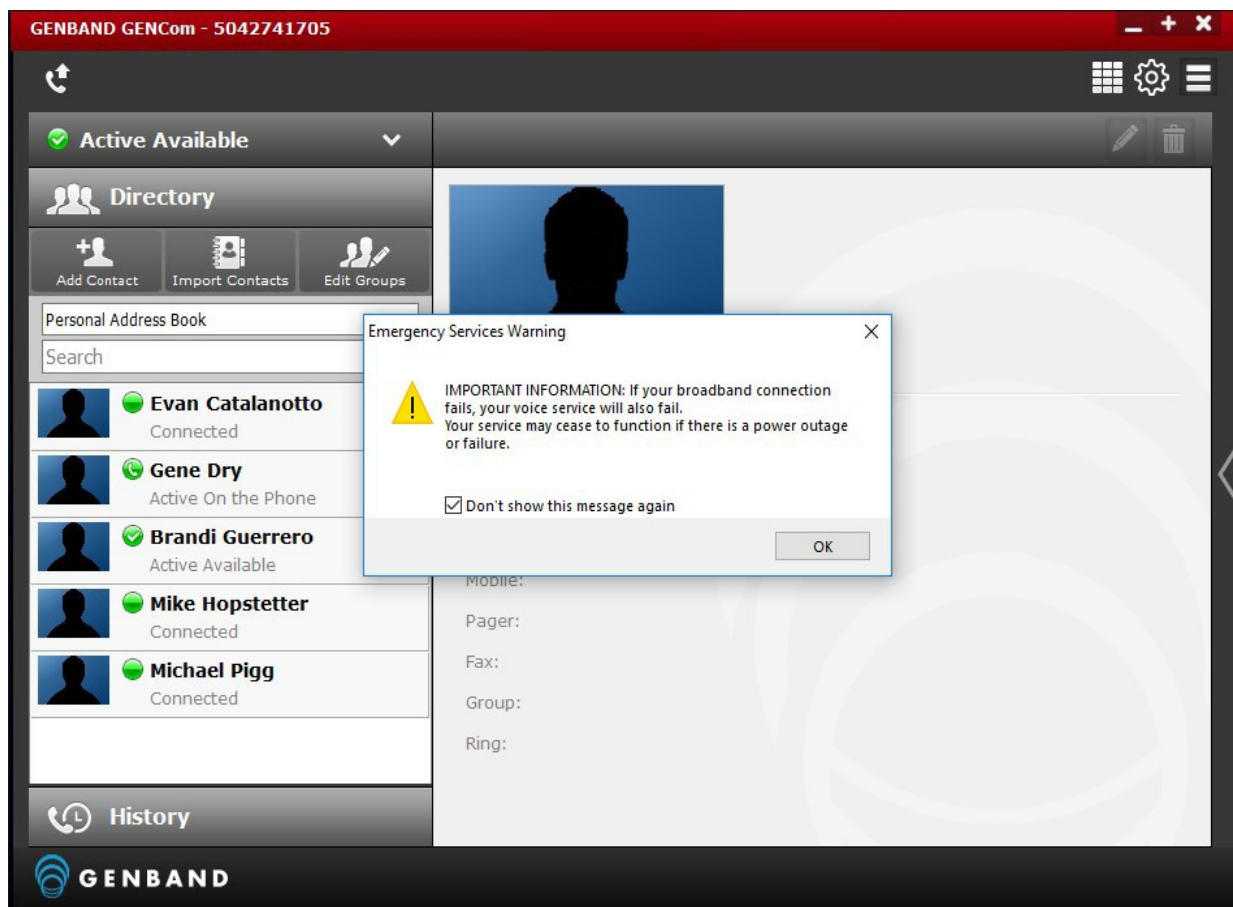 GENBAND GENCom - 5042741705
Active Available
Directory
Add Contact
Import Contacts
Edit Groups
Personal Address Book
Search
Evan Catalanotto
Connected
Gene Dry
Active On the Phone
Brandi Guerrero
Active Available
Mike Hopstetter
Connected
Michael Pigg
Connected
History
Emergency Services Warning
IMPORTANT INFORMATION: If your broadband connection
fails, your voice service will also fail.
Your service may cease to function if there is a power outage
or failure.
Don't show this message again
OK
Mobile:
Pager:
Fax:
Group:
Ring:
GENBAND